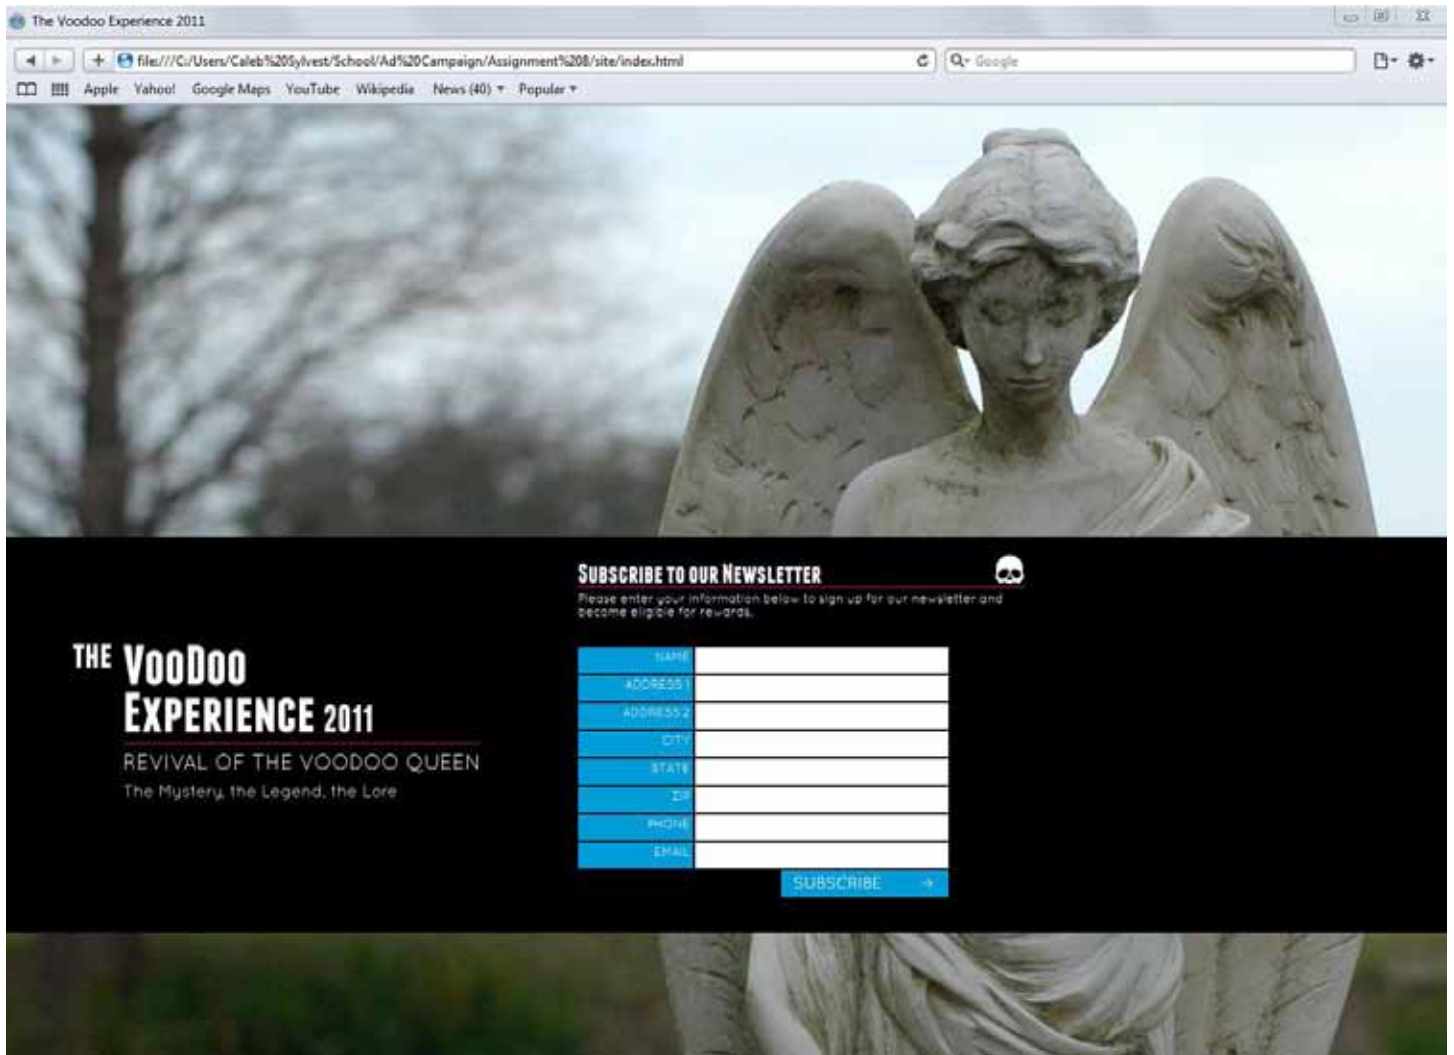 The Voodoo Experience 2011
file:///C:/Users/Caleb%20Sylvest/School/Ad%20Campaign/Assignment%208/site/index.html
Google
Apple Yahoo! Google Maps YouTube Wikipedia News (40) Popular
SUBSCRIBE TO OUR NEWSLETTER
Please enter your information below to sign up for our newsletter and
become eligible for rewards.
THE VOODOO
EXPERIENCE 2011
REVIVAL OF THE VOODOO QUEEN
The Mystery, the Legend, the Lore
NAME
ADDRESS 1
ADDRESS 2
CITY
STATE
ZIP
PHONE
EMAIL
SUBSCRIBE →